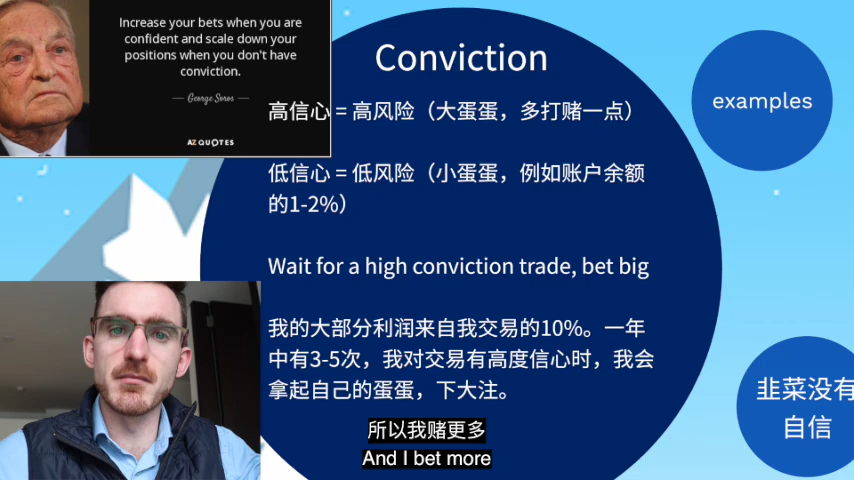 Increase your bets when you are
confident and scale down your
positions when you don't have
conviction.
— George Soros —
AZ QUOTES
Conviction
高信心 = 高风险（大蛋蛋，多打赌一点）
低信心 = 低风险（小蛋蛋，例如账户余额
的1-2%）
Wait for a high conviction trade, bet big
我的大部分利润来自我交易的10%。一年
中有3-5次，我对交易有高度信心时，我会
拿起自己的蛋蛋，下大注。
examples
韭菜没有
自信
所以我赌更多
And I bet more